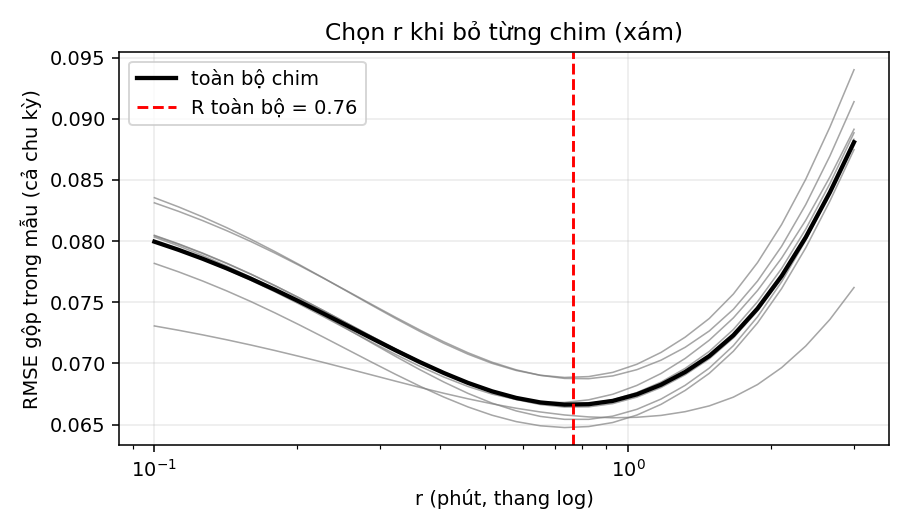 Chọn r khi bỏ từng chim (xám)
toàn bộ chim
R toàn bộ = 0.76
RMSE gộp trong mẫu (cả chu kỳ)
0.095
0.090
0.085
0.080
0.075
0.070
0.065
10⁻¹
10⁰
r (phút, thang log)